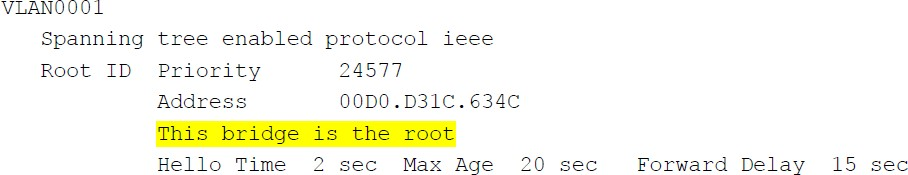 VLAN0001
Spanning tree enabled protocol ieee
Root ID Priority 24577
Address 00D0.D31C.634C
This bridge is the root
Hello Time 2 sec Max Age 20 sec Forward Delay 15 sec